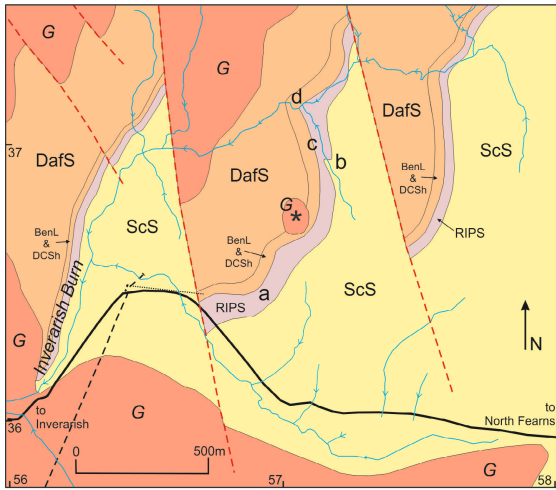 G
G
d
37
DafS
c
b
DafS
DafS
ScS
BenL
&
DCSh
RIPS
G
*
BenL
&
DCSh
BenL
&
DCSh
ScS
a
RIPS
ScS
1
Inverarish Burn
N
G
G
to
Inverarish
to
North Fearns
36
0
500m
G
56
57
58